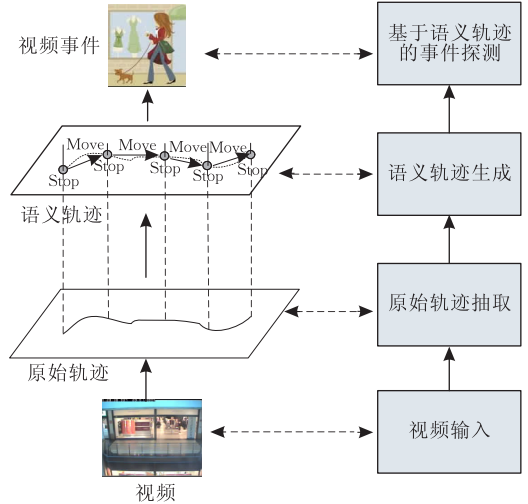 视频事件
基于语义轨迹
的事件探测
Move Move Move Move
Stop Stop Stop Stop Stop
语义轨迹
语义轨迹生成
原始轨迹抽取
原始轨迹
视频输入
视频